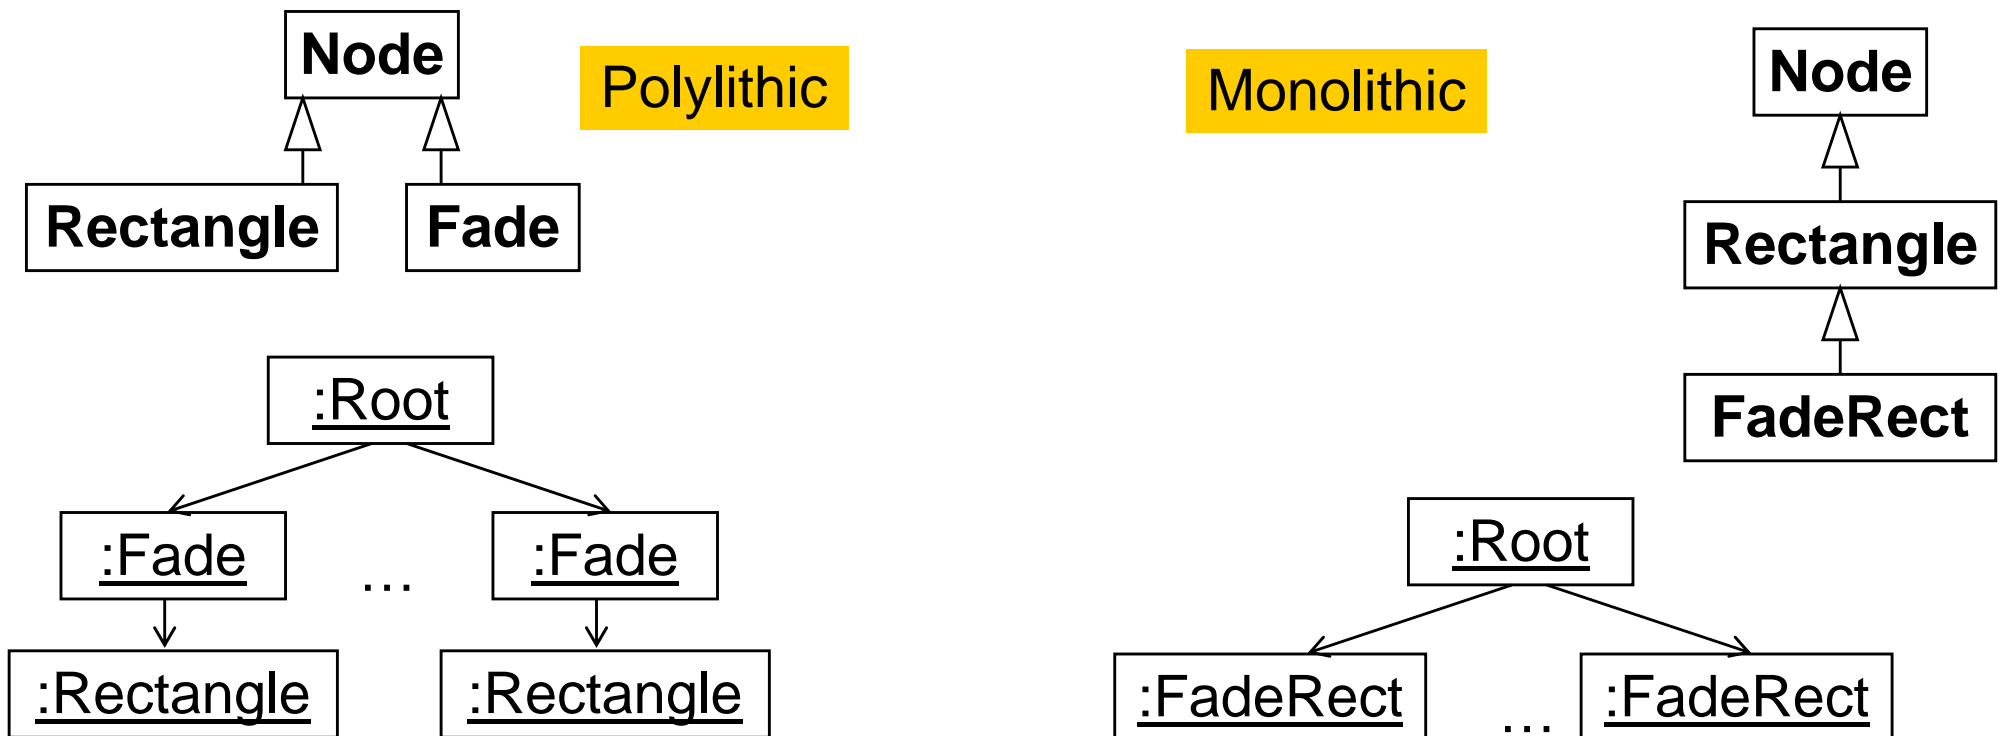 Node
Polylithic
Rectangle
Fade
:Root
:Fade
...
:Fade
:Rectangle
:Rectangle
Monolithic
Node
Rectangle
FadeRect
:Root
:FadeRect
...
:FadeRect